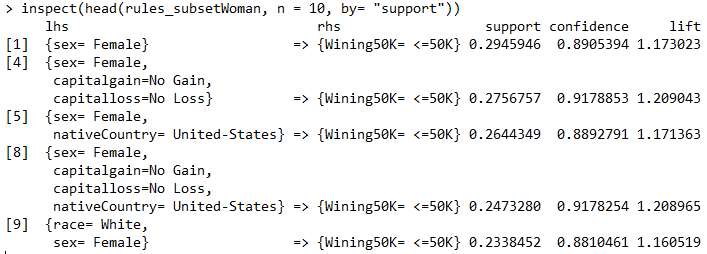 > inspect(head(rules_subsetWoman, n = 10, by= "support"))
lhs rhs support confidence lift
[1] {sex= Female} => {Wining50K= <=50K} 0.2945946 0.8905394 1.173023
[4] {sex= Female,
capitalgain=No Gain,
capitalloss=No Loss} => {Wining50K= <=50K} 0.2756757 0.9178853 1.209043
[5] {sex= Female,
nativeCountry= United-States} => {Wining50K= <=50K} 0.2644349 0.8892791 1.171363
[8] {sex= Female,
capitalgain=No Gain,
capitalloss=No Loss,
nativeCountry= United-States} => {Wining50K= <=50K} 0.2473280 0.9178254 1.208965
[9] {race= White,
sex= Female} => {Wining50K= <=50K} 0.2338452 0.8810461 1.160519